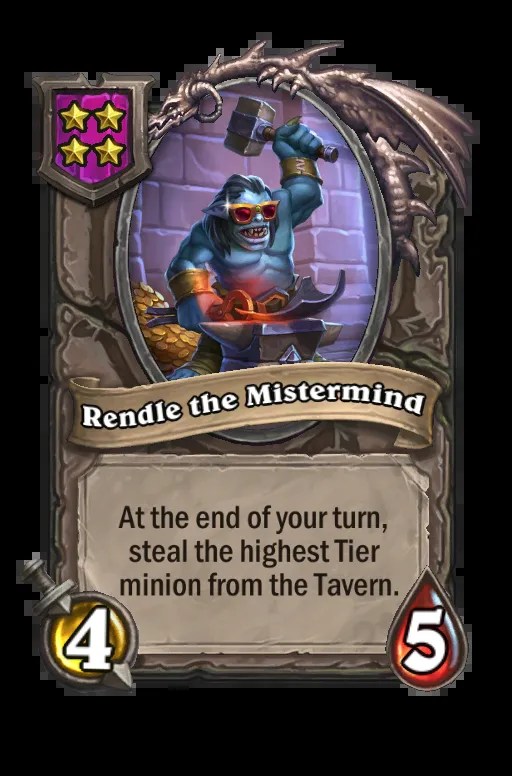 Rendle the Mistermind
At the end of your turn,
steal the highest Tier
minion from the Tavern.
4
5